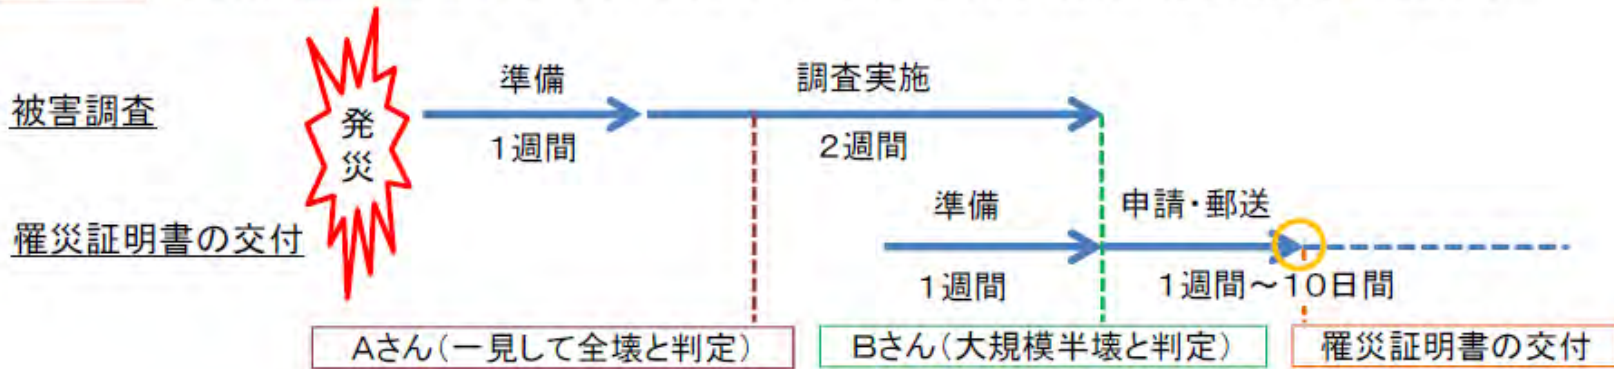 発災
準備
調査実施
被害調査
1週間
2週間
準備
申請・郵送
罹災証明書の交付
1週間
1週間～10日間
Aさん(一見して全壊と判定)
Bさん(大規模半壊と判定)
罹災証明書の交付